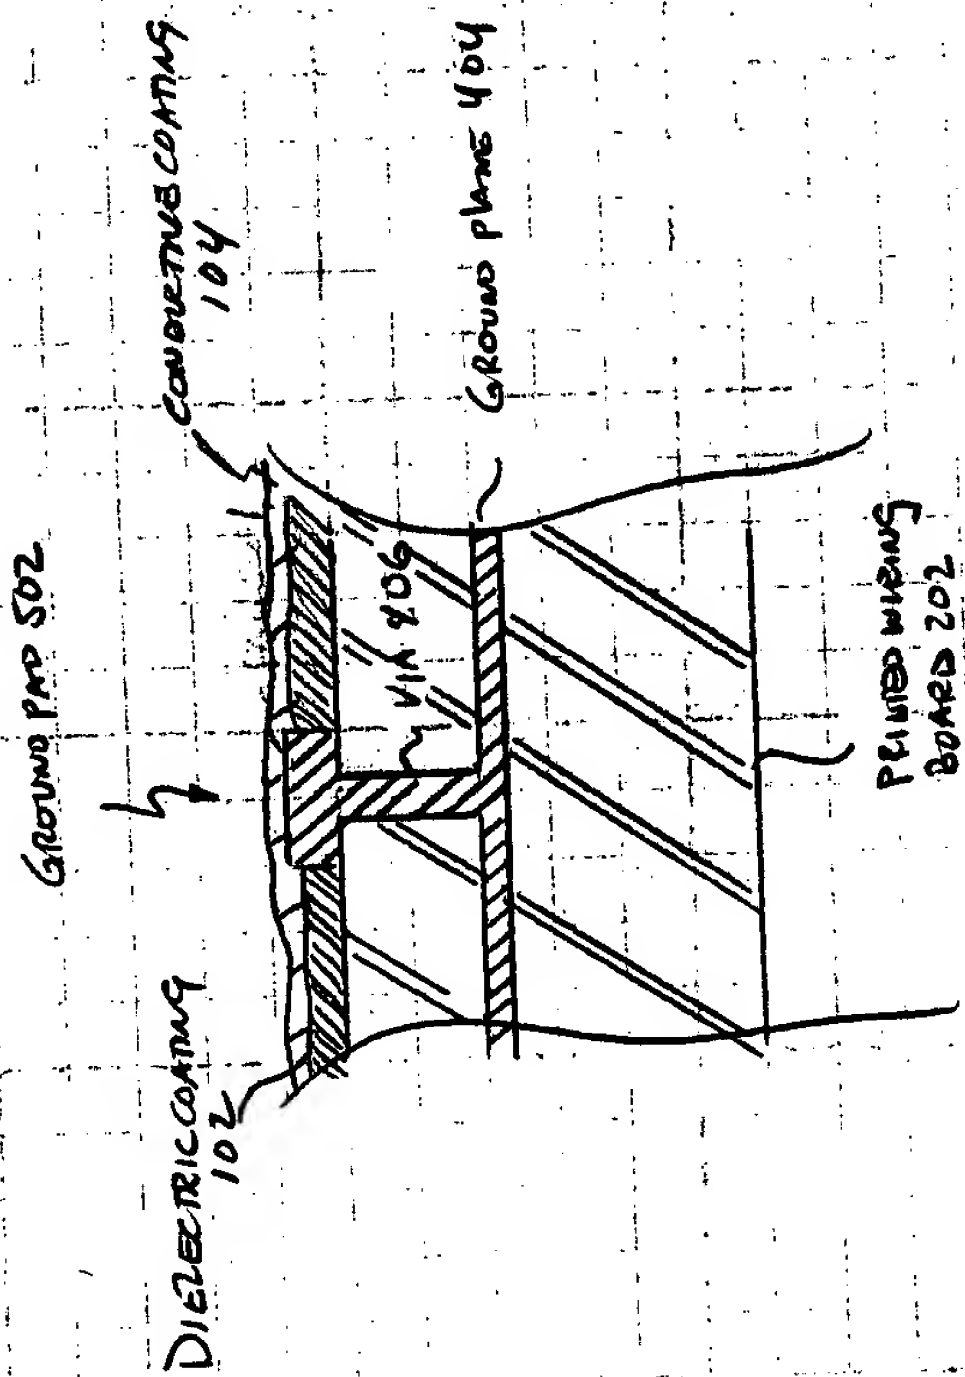 GROUND PAD 502
CONDUCTIVE COATING
104
GROUND PLANE 404
DIELECTRIC COATING
102
VIA 406
PRINTED WIRING
BOARD 202